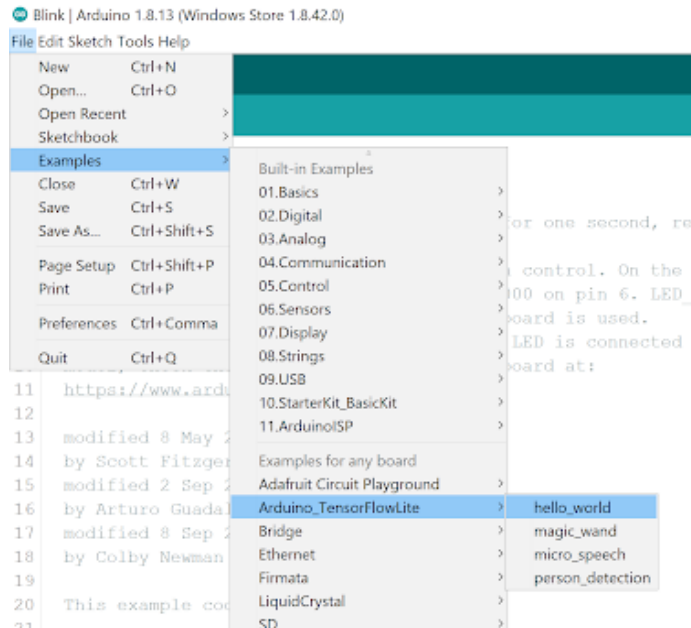 Blink | Arduino 1.8.13 (Windows Store 1.8.42.0)
File Edit Sketch Tools Help
New Ctrl+N
Open... Ctrl+O
Open Recent >
Sketchbook >
Examples >
Close Ctrl+W
Save Ctrl+S
Save As... Ctrl+Shift+S
Page Setup Ctrl+Shift+P
Print Ctrl+P
Preferences Ctrl+Comma
Quit Ctrl+Q
Built-in Examples
01.Basics >
02.Digital >
03.Analog >
04.Communication >
05.Control >
06.Sensors >
07.Display >
08.Strings >
09.USB >
10.StarterKit_BasicKit >
11.ArduinoISP >
Examples for any board
Adafruit Circuit Playground >
Arduino_TensorFlowLite >
Bridge >
Ethernet >
Firmata >
LiquidCrystal >
SD >
hello_world
magic_wand
micro_speech
person_detection
or one second, re
control. On the
00 on pin 6. LED_
oard is used.
LED is connected
oard at:
11 https://www.ardu
12
13 modified 8 May 2
14 by Scott Fitzger
15 modified 2 Sep 2
16 by Arturo Guadal
17 modified 8 Sep 2
18 by Colby Newman
19
20 This example cod
21